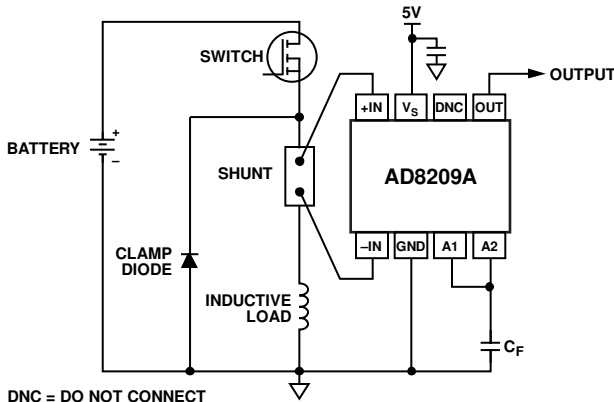 5V
SWITCH
OUTPUT
+IN
VS
DNC
OUT
+
BATTERY
–
SHUNT
AD8209A
–IN
GND
A1
A2
CLAMP
DIODE
INDUCTIVE
LOAD
CF
DNC = DO NOT CONNECT